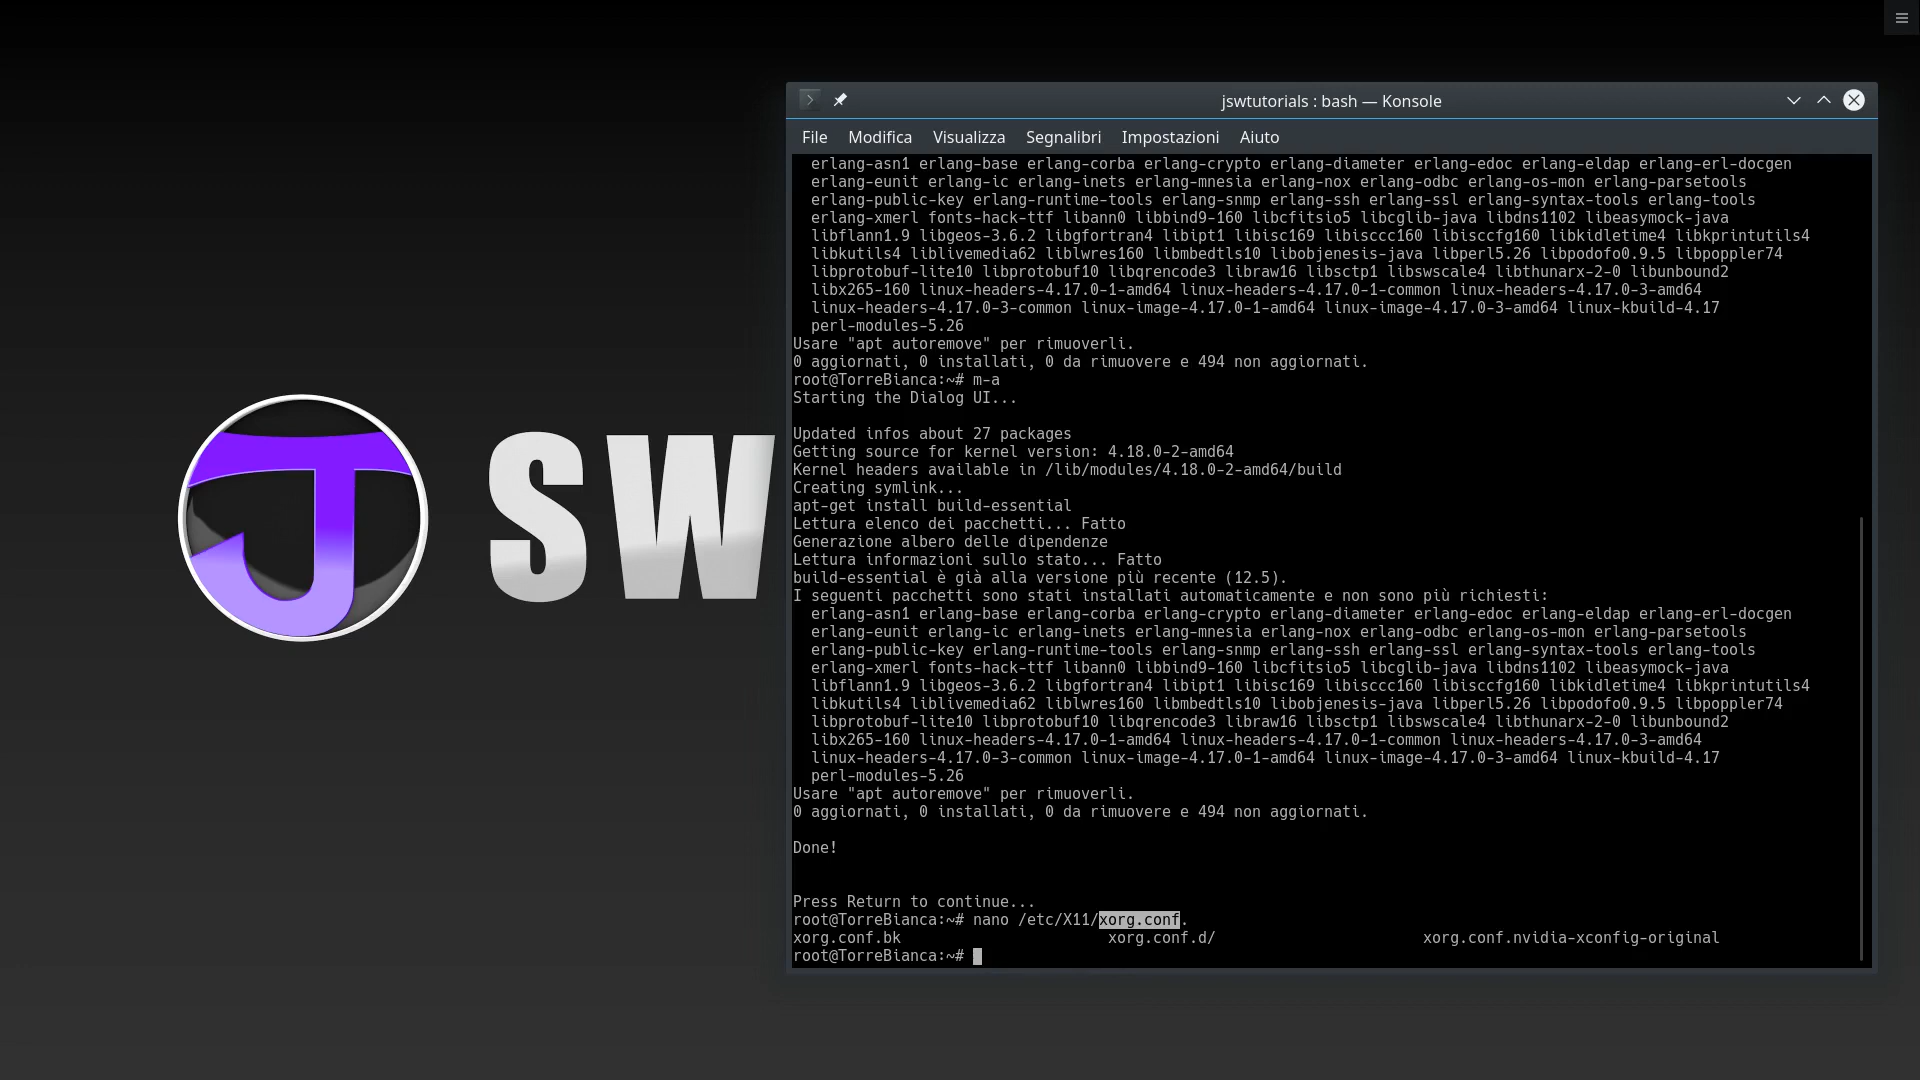 J SW
jswtutorials : bash — Konsole
File Modifica Visualizza Segnalibri Impostazioni Aiuto
erlang-asn1 erlang-base erlang-corba erlang-crypto erlang-diameter erlang-edoc erlang-eldap erlang-erl-docgen
erlang-eunit erlang-ic erlang-inets erlang-mnesia erlang-nox erlang-odbc erlang-os-mon erlang-parsetools
erlang-public-key erlang-runtime-tools erlang-snmp erlang-ssh erlang-ssl erlang-syntax-tools erlang-tools
erlang-xmerl fonts-hack-ttf libann0 libbind9-160 libcfitsio5 libcglib-java libdns1102 libeasymock-java
libflann1.9 libgeos-3.6.2 libgfortran4 libipt1 libisc169 libisccc160 libisccfg160 libkidletime4 libkprintutils4
libkutils4 liblivemedia62 liblwres160 libmbedtls10 libobjenesis-java libperl5.26 libpodofo0.9.5 libpoppler74
libprotobuf-lite10 libprotobuf10 libqrencode3 libraw16 libsctp1 libswscale4 libthunarx-2-0 libunbound2
libx265-160 linux-headers-4.17.0-1-amd64 linux-headers-4.17.0-1-common linux-headers-4.17.0-3-amd64
linux-headers-4.17.0-3-common linux-image-4.17.0-1-amd64 linux-image-4.17.0-3-amd64 linux-kbuild-4.17
perl-modules-5.26
Usare "apt autoremove" per rimuoverli.
0 aggiornati, 0 installati, 0 da rimuovere e 494 non aggiornati.
root@TorreBianca:~# m-a
Starting the Dialog UI...
Updated infos about 27 packages
Getting source for kernel version: 4.18.0-2-amd64
Kernel headers available in /lib/modules/4.18.0-2-amd64/build
Creating symlink...
apt-get install build-essential
Lettura elenco dei pacchetti... Fatto
Generazione albero delle dipendenze
Lettura informazioni sullo stato... Fatto
build-essential è già alla versione più recente (12.5).
I seguenti pacchetti sono stati installati automaticamente e non sono più richiesti:
erlang-asn1 erlang-base erlang-corba erlang-crypto erlang-diameter erlang-edoc erlang-eldap erlang-erl-docgen
erlang-eunit erlang-ic erlang-inets erlang-mnesia erlang-nox erlang-odbc erlang-os-mon erlang-parsetools
erlang-public-key erlang-runtime-tools erlang-snmp erlang-ssh erlang-ssl erlang-syntax-tools erlang-tools
erlang-xmerl fonts-hack-ttf libann0 libbind9-160 libcfitsio5 libcglib-java libdns1102 libeasymock-java
libflann1.9 libgeos-3.6.2 libgfortran4 libipt1 libisc169 libisccc160 libisccfg160 libkidletime4 libkprintutils4
libkutils4 liblivemedia62 liblwres160 libmbedtls10 libobjenesis-java libperl5.26 libpodofo0.9.5 libpoppler74
libprotobuf-lite10 libprotobuf10 libqrencode3 libraw16 libsctp1 libswscale4 libthunarx-2-0 libunbound2
libx265-160 linux-headers-4.17.0-1-amd64 linux-headers-4.17.0-1-common linux-headers-4.17.0-3-amd64
linux-headers-4.17.0-3-common linux-image-4.17.0-1-amd64 linux-image-4.17.0-3-amd64 linux-kbuild-4.17
perl-modules-5.26
Usare "apt autoremove" per rimuoverli.
0 aggiornati, 0 installati, 0 da rimuovere e 494 non aggiornati.
Done!
Press Return to continue...
root@TorreBianca:~# nano /etc/X11/xorg.conf.
xorg.conf.bk xorg.conf.d/ xorg.conf.nvidia-xconfig-original
root@TorreBianca:~#